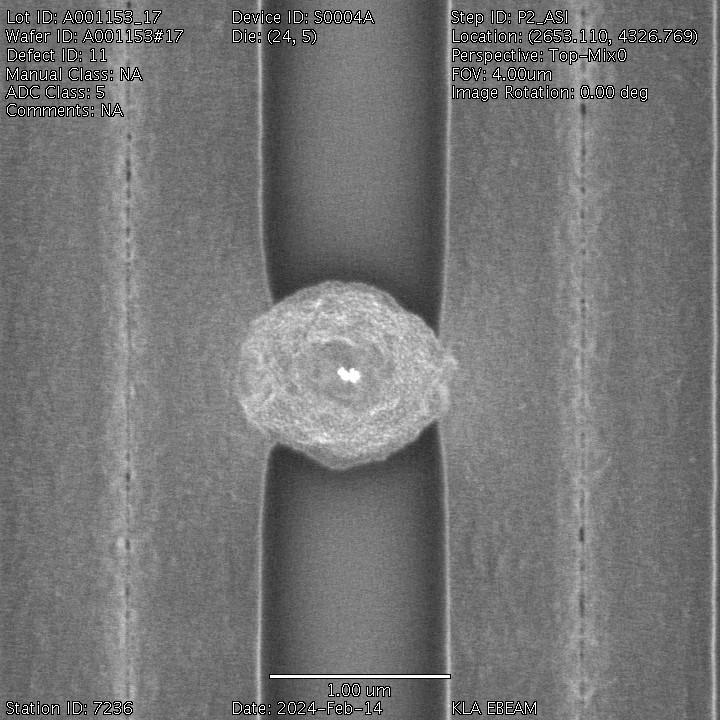 Lot ID: A001153_17
Device ID: S0004A
Step ID: P2_ASI
Wafer ID: A001153#17
Die: (24, 5)
Location: (2653.110, 4326.769)
Defect ID: 11
Perspective: Top-Mix0
Manual Class: NA
FOV: 4.00um
ADC Class: 5
Image Rotation: 0.00 deg
Comments: NA
1.00 um
Station ID: 7236
Date: 2024-Feb-14
KLA EBEAM